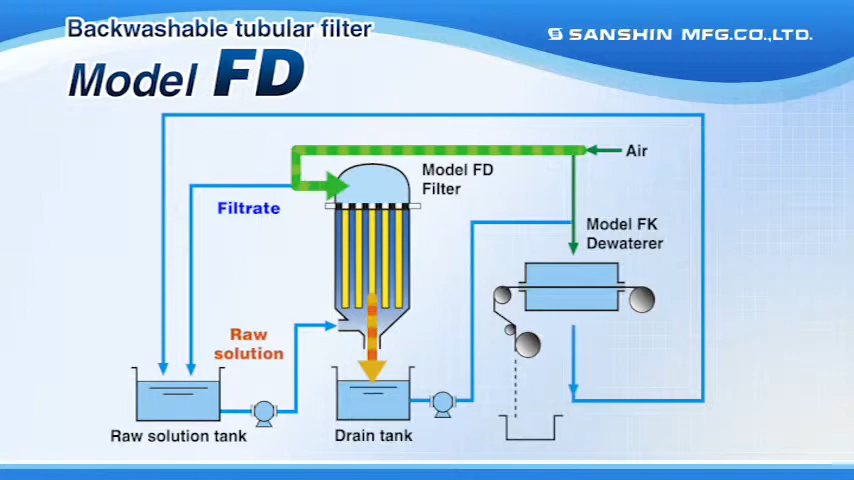 Backwashable tubular filter
Model FD
SANSHIN MFG.CO.,LTD.
Air
Model FD
Filter
Filtrate
Model FK
Dewaterer
Raw
solution
Raw solution tank
Drain tank